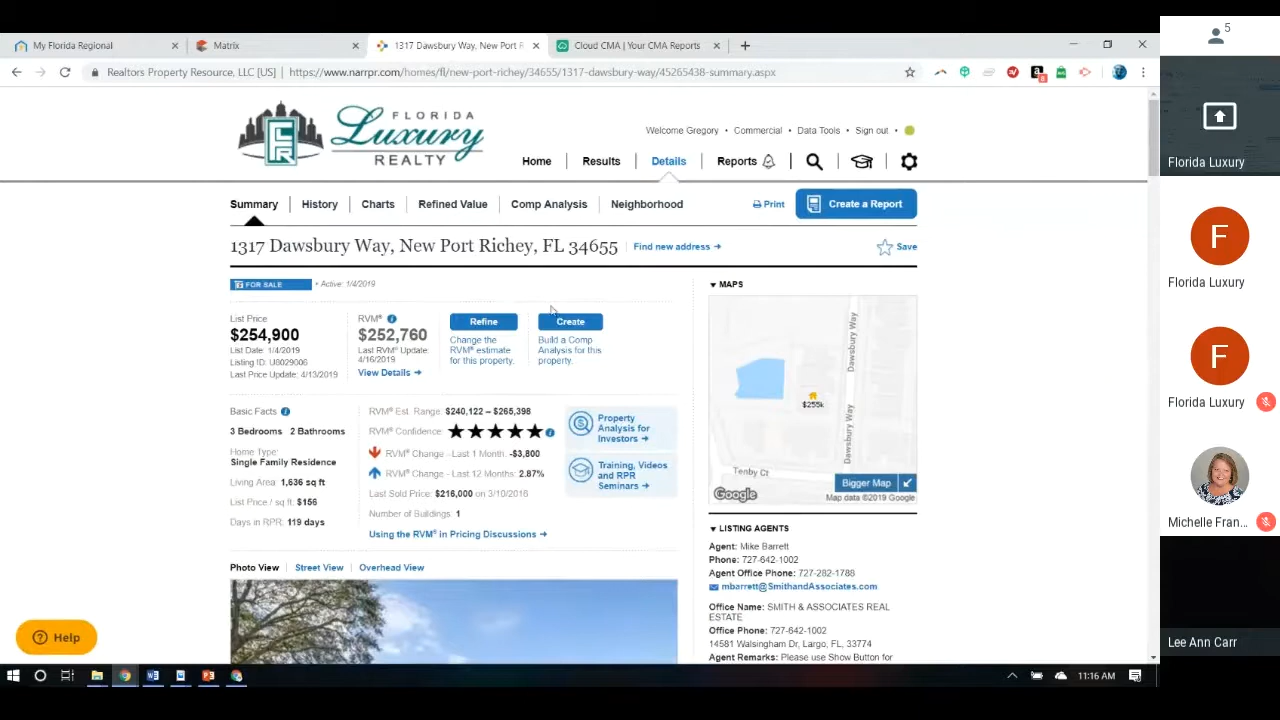 My Florida Regional
Matrix
1317 Dawsbury Way, New Port R
Cloud CMA | Your CMA Reports
Realtors Property Resource, LLC [US] | https://www.narrpr.com/homes/fl/new-port-richey/34655/1317-dawsbury-way/45265438-summary.aspx
5
FLORIDA
Luxury
REALTY
Welcome Gregory • Commercial • Data Tools • Sign out •
Home
Results
Details
Reports
Summary
History
Charts
Refined Value
Comp Analysis
Neighborhood
Print
Create a Report
1317 Dawsbury Way, New Port Richey, FL 34655
Find new address
Save
FOR SALE
• Active: 1/4/2019
List Price
$254,900
List Date: 1/4/2019
Listing ID: U8029006
Last Price Update: 4/13/2019
RVM®
$252,760
Last RVM® Update:
4/16/2019
View Details
Refine
Change the
RVM® estimate
for this property.
Create
Build a Comp
Analysis for this
property.
Basic Facts
3 Bedrooms 2 Bathrooms
Home Type:
Single Family Residence
Living Area: 1,636 sq ft
List Price / sq ft: $156
Days in RPR: 119 days
RVM® Est. Range: $240,122 – $265,398
RVM® Confidence:
RVM® Change - Last 1 Month: -$3,800
RVM® Change - Last 12 Months: 2.87%
Last Sold Price: $216,000 on 3/10/2016
Number of Buildings: 1
Using the RVM® in Pricing Discussions
Property
Analysis for
Investors
Training, Videos
and RPR
Seminars
Photo View
Street View
Overhead View
MAPS
Dawsbury Way
$255k
Dawsbury Way
Tenby Ct
Bigger Map
Google
Map data ©2019 Google
LISTING AGENTS
Agent: Mike Barrett
Phone: 727-642-1002
Agent Office Phone: 727-282-1788
mbarrett@SmithandAssociates.com
Office Name: SMITH & ASSOCIATES REAL
ESTATE
Office Phone: 727-642-1002
14581 Walsingham Dr, Largo, FL, 33774
Agent Remarks: Please use Show Button for
Help
11:16 AM
Florida Luxury
F
Florida Luxury
F
Florida Luxury
Michelle Fran...
Lee Ann Carr